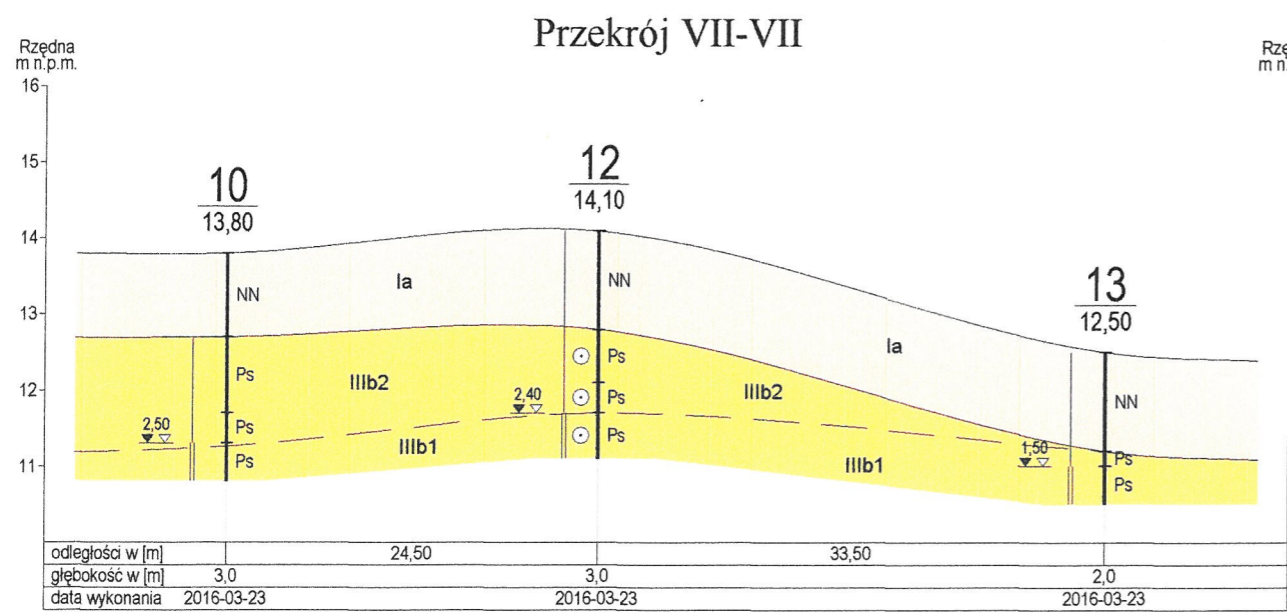 Przekrój VII-VII
Rzędna
m n.p.m.
Rzę
m n.
16
15
14
13
12
11
10
13,80
12
14,10
13
12,50
Ia
Ia
NN
NN
NN
Ps
Ps
Ps
Ps
Ps
Ps
Ps
Ps
IIIb2
IIIb2
IIIb1
IIIb1
2,50
2,40
1,50
odległości w [m] 24,50 33,50
głębokość w [m] 3,0 3,0 2,0
data wykonania 2016-03-23 2016-03-23 2016-03-23